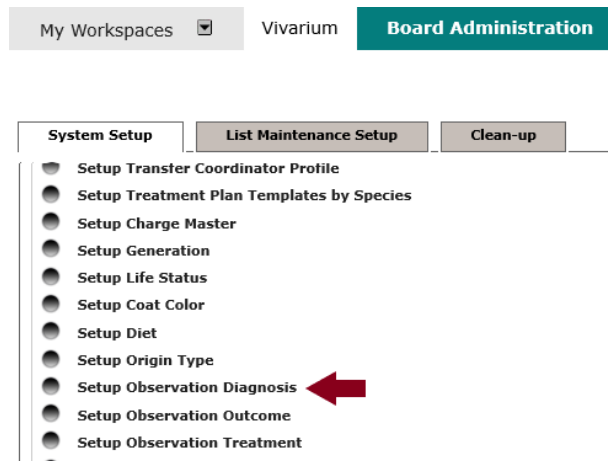 My Workspaces Vivarium Board Administration
System Setup List Maintenance Setup Clean-up
Setup Transfer Coordinator Profile
Setup Treatment Plan Templates by Species
Setup Charge Master
Setup Generation
Setup Life Status
Setup Coat Color
Setup Diet
Setup Origin Type
Setup Observation Diagnosis
Setup Observation Outcome
Setup Observation Treatment